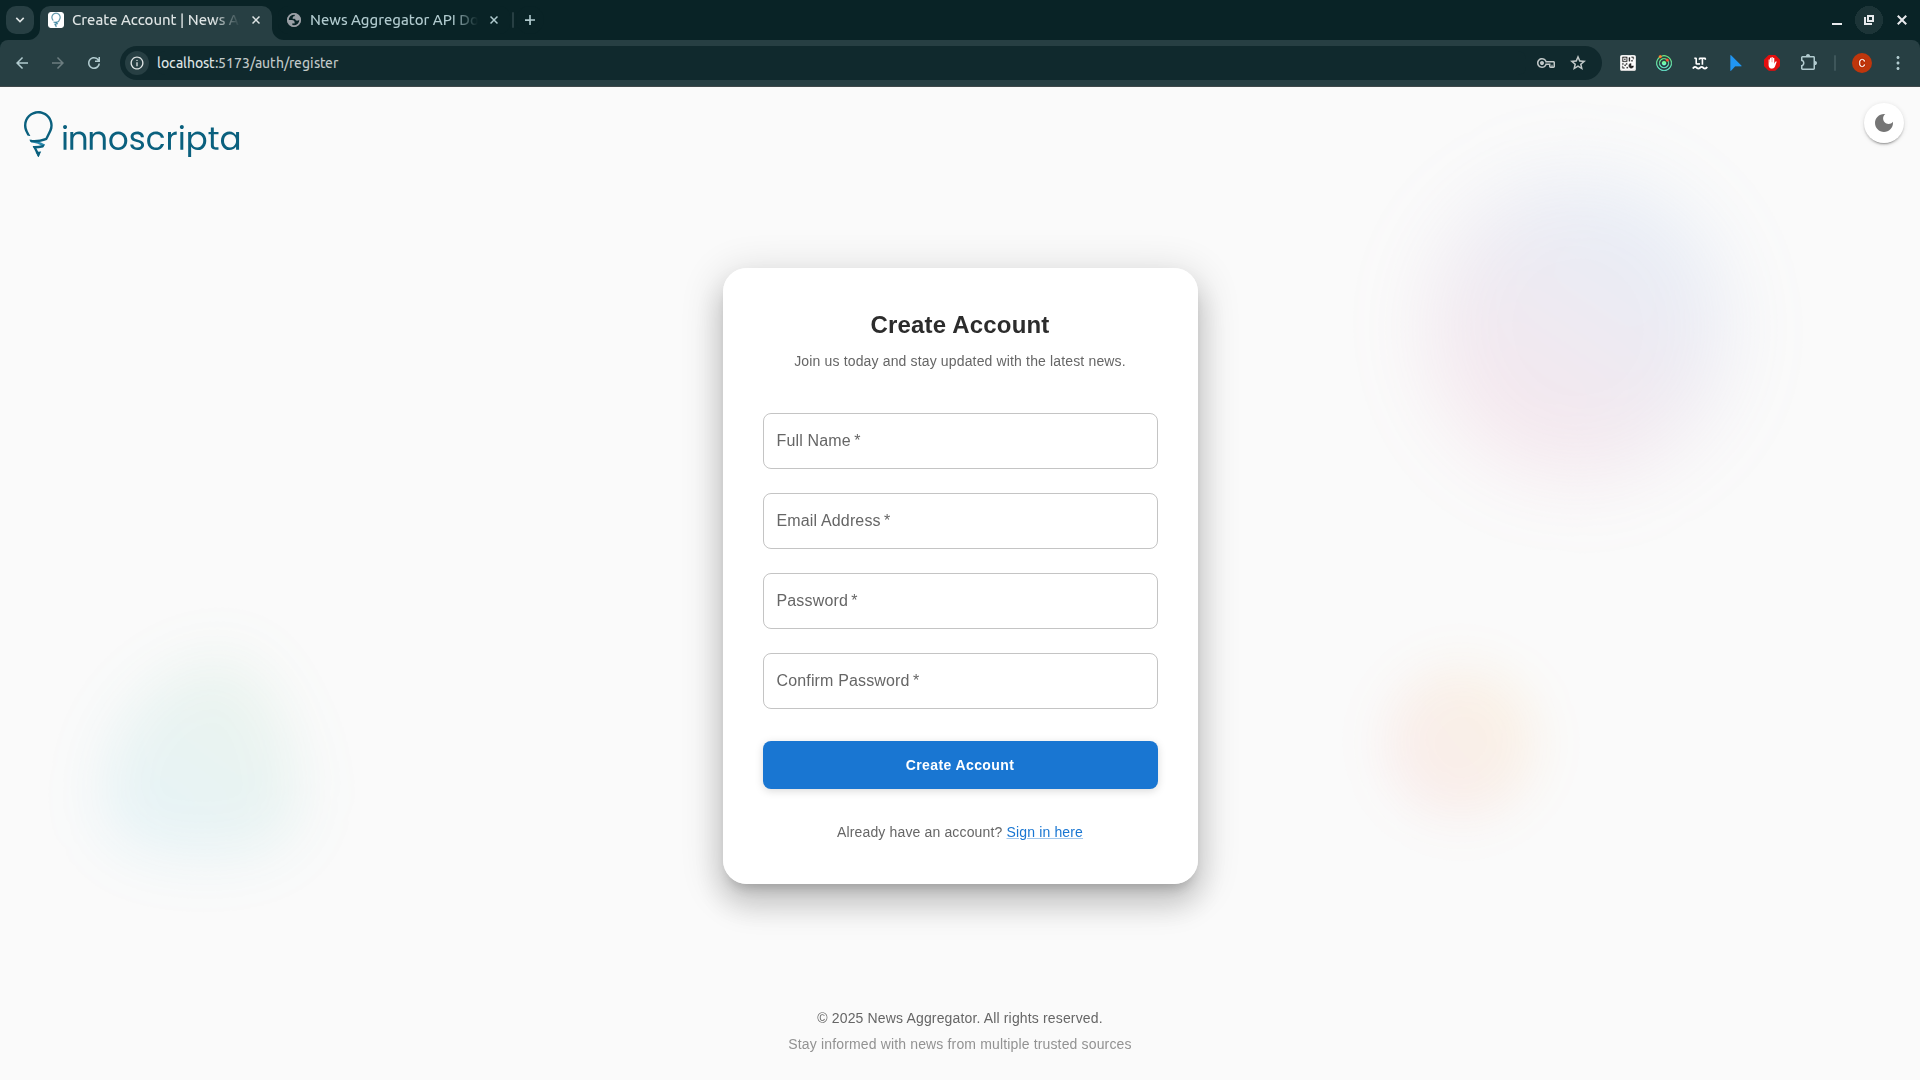 Create Account | News A
News Aggregator API Do
localhost:5173/auth/register
C
innoscripta
Create Account
Join us today and stay updated with the latest news.
Full Name *
Email Address *
Password *
Confirm Password *
Create Account
Already have an account? Sign in here
© 2025 News Aggregator. All rights reserved.
Stay informed with news from multiple trusted sources